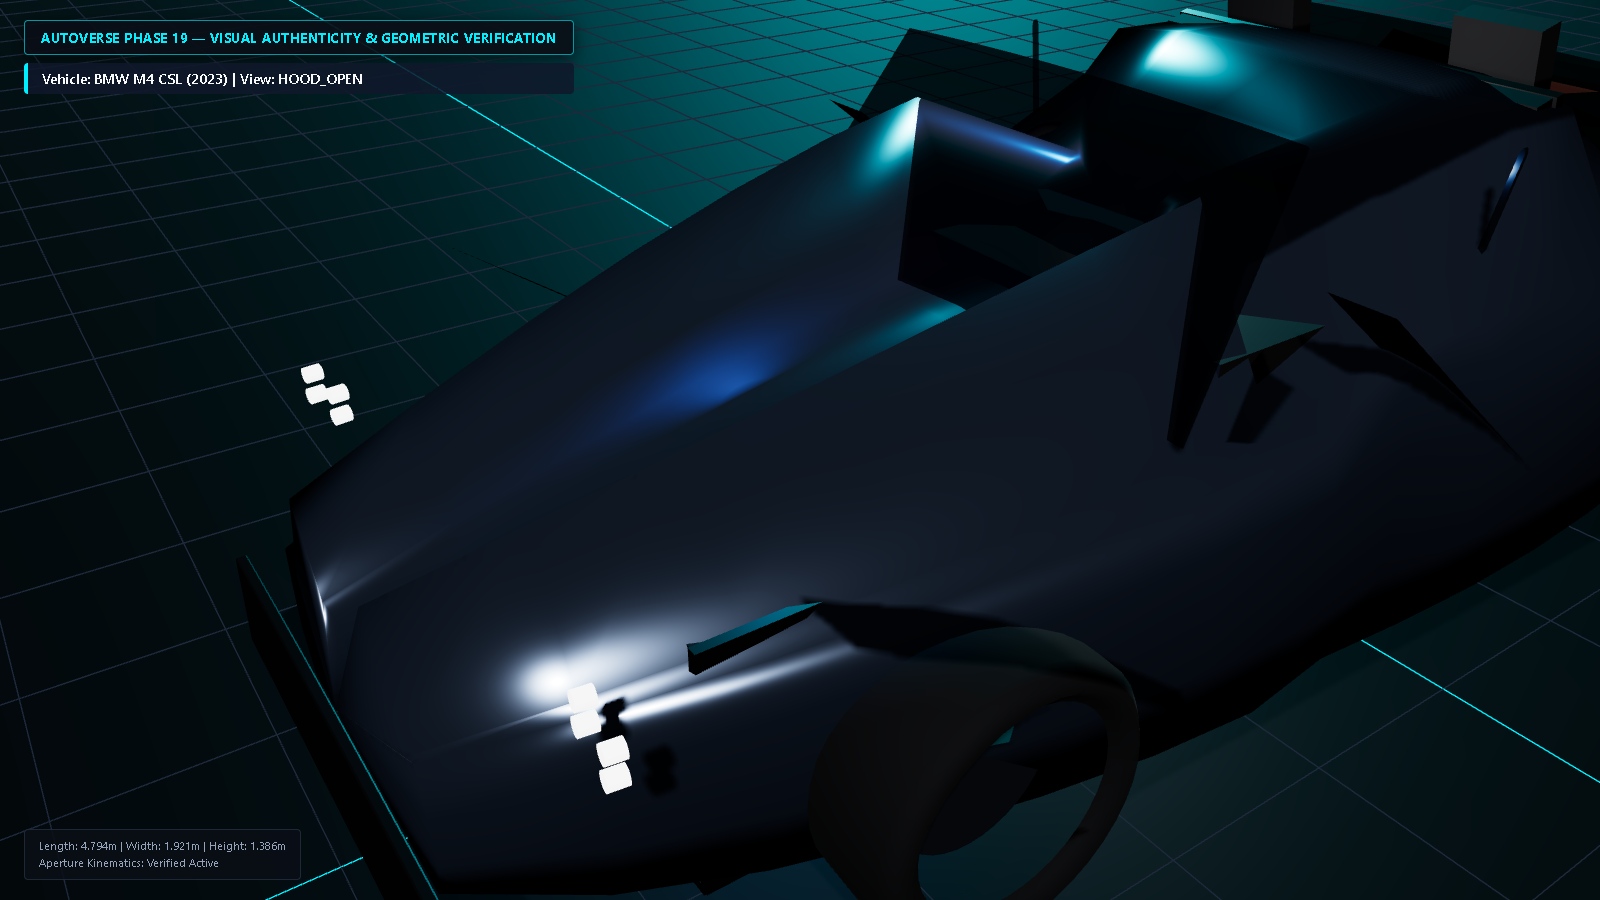 AUTOVERSE PHASE 19 — VISUAL AUTHENTICITY & GEOMETRIC VERIFICATION
Vehicle: BMW M4 CSL (2023) | View: HOOD_OPEN
Length: 4.794m | Width: 1.921m | Height: 1.386m
Aperture Kinematics: Verified Active